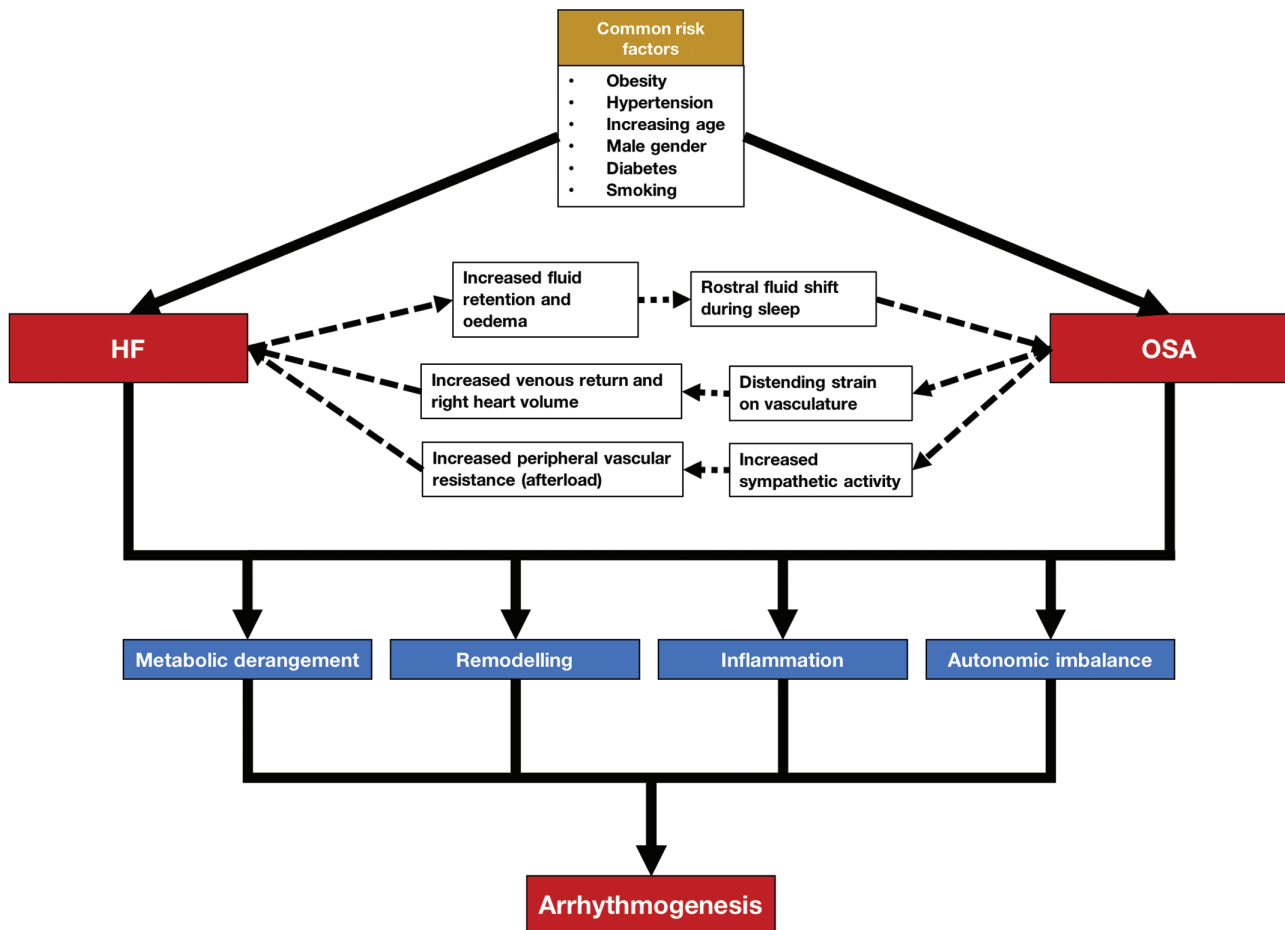 Common risk
factors
• Obesity
• Hypertension
• Increasing age
• Male gender
• Diabetes
• Smoking
Increased fluid
retention and
oedema
Rostral fluid shift
during sleep
HF
OSA
Increased venous return and
right heart volume
Distending strain
on vasculature
Increased peripheral vascular
resistance (afterload)
Increased
sympathetic activity
Metabolic derangement
Remodelling
Inflammation
Autonomic imbalance
Arrhythmogenesis